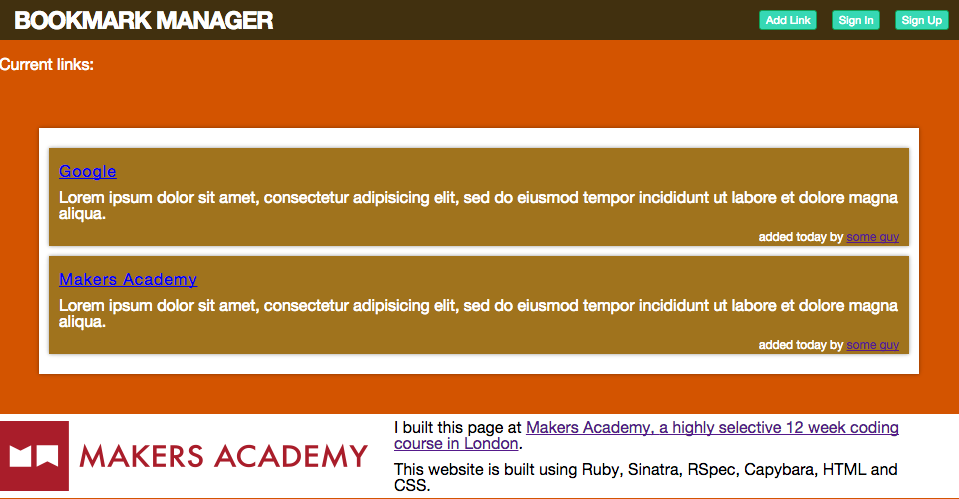 BOOKMARK MANAGER
Add Link
Sign In
Sign Up
Current links:
Google
Lorem ipsum dolor sit amet, consectetur adipisicing elit, sed do eiusmod tempor incididunt ut labore et dolore magna
aliqua.
added today by some guy
Makers Academy
Lorem ipsum dolor sit amet, consectetur adipisicing elit, sed do eiusmod tempor incididunt ut labore et dolore magna
aliqua.
added today by some guy
MAKERS ACADEMY
I built this page at Makers Academy, a highly selective 12 week coding
course in London.
This website is built using Ruby, Sinatra, RSpec, Capybara, HTML and
CSS.